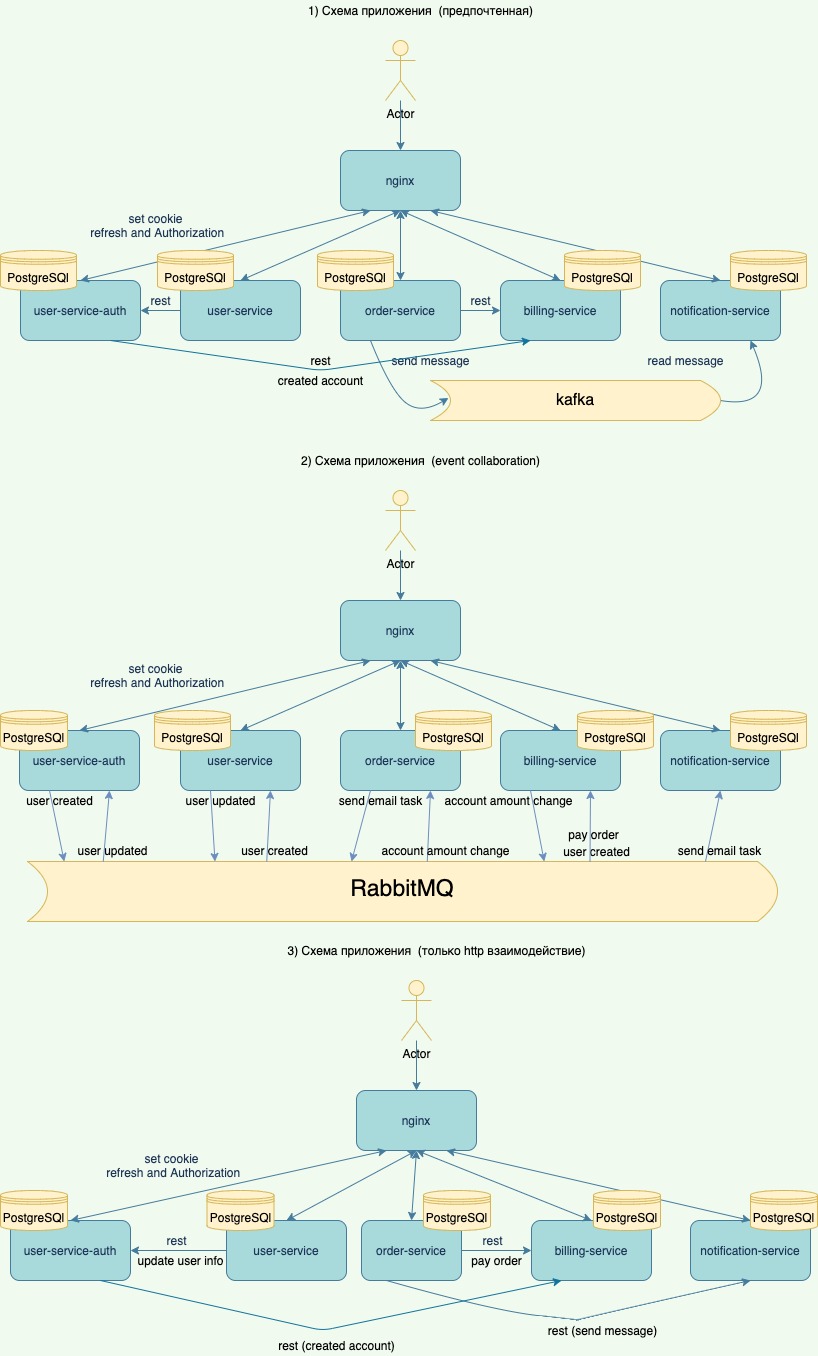 1) Схема приложения (предпочтенная)
Actor
nginx
set cookie
refresh and Authorization
PostgreSQl
PostgreSQl
PostgreSQl
PostgreSQl
PostgreSQl
user-service-auth
rest
user-service
order-service
rest
billing-service
notification-service
rest
send message
read message
created account
kafka
2) Схема приложения (event collaboration)
Actor
nginx
set cookie
refresh and Authorization
PostgreSQl
PostgreSQl
PostgreSQl
PostgreSQl
PostgreSQl
user-service-auth
user-service
order-service
billing-service
notification-service
user created
user updated
send email task
account amount change
pay order
user updated
user created
account amount change
user created
send email task
RabbitMQ
3) Схема приложения (только http взаимодействие)
Actor
nginx
set cookie
refresh and Authorization
PostgreSQl
PostgreSQl
PostgreSQl
PostgreSQl
PostgreSQl
user-service-auth
rest
update user info
user-service
order-service
rest
pay order
billing-service
notification-service
rest (send message)
rest (created account)